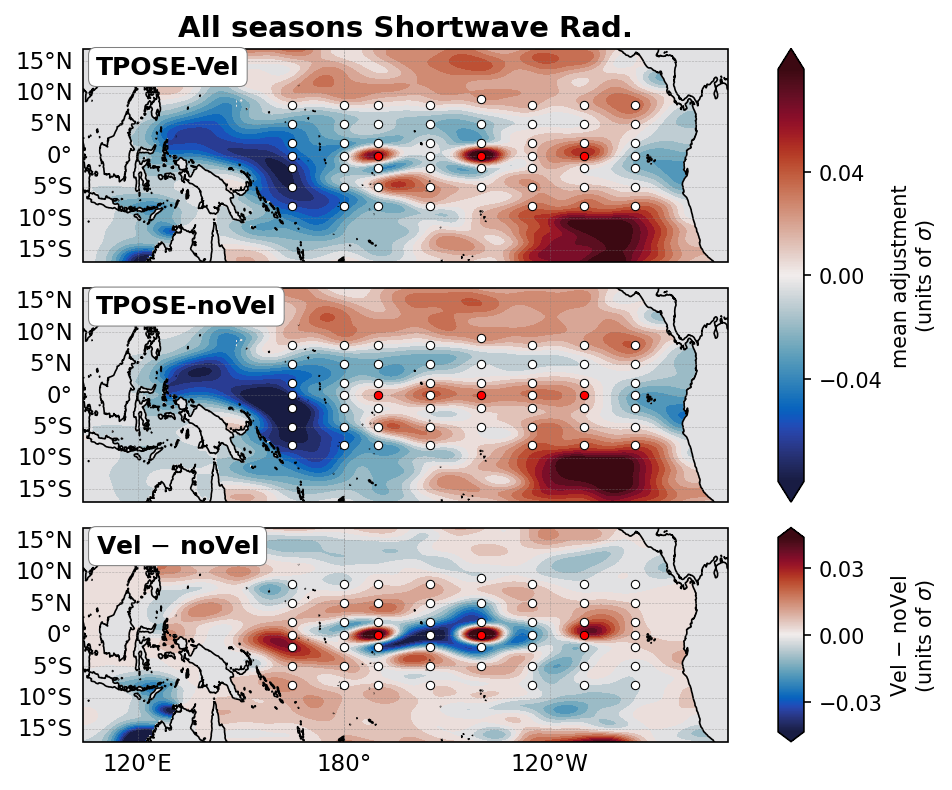 All seasons Shortwave Rad.
TPOSE-Vel
15°N
10°N
5°N
0°
5°S
10°S
15°S
TPOSE-noVel
15°N
10°N
5°N
0°
5°S
10°S
15°S
Vel − noVel
15°N
10°N
5°N
0°
5°S
10°S
15°S
120°E
180°
120°W
0.04
0.00
−0.04
mean adjustment
(units of σ)
0.03
0.00
−0.03
Vel − noVel
(units of σ)